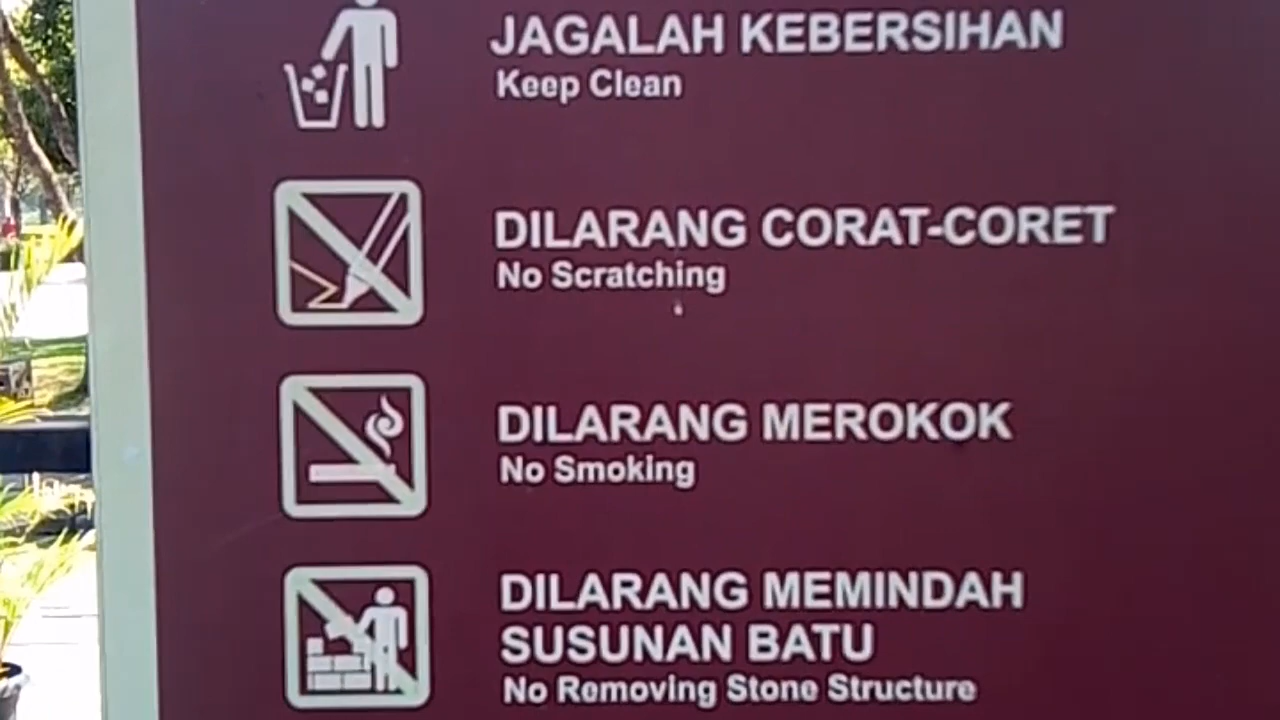 JAGALAH KEBERSIHAN
Keep Clean
DILARANG CORAT-CORET
No Scratching
DILARANG MEROKOK
No Smoking
DILARANG MEMINDAH
SUSUNAN BATU
No Removing Stone Structure